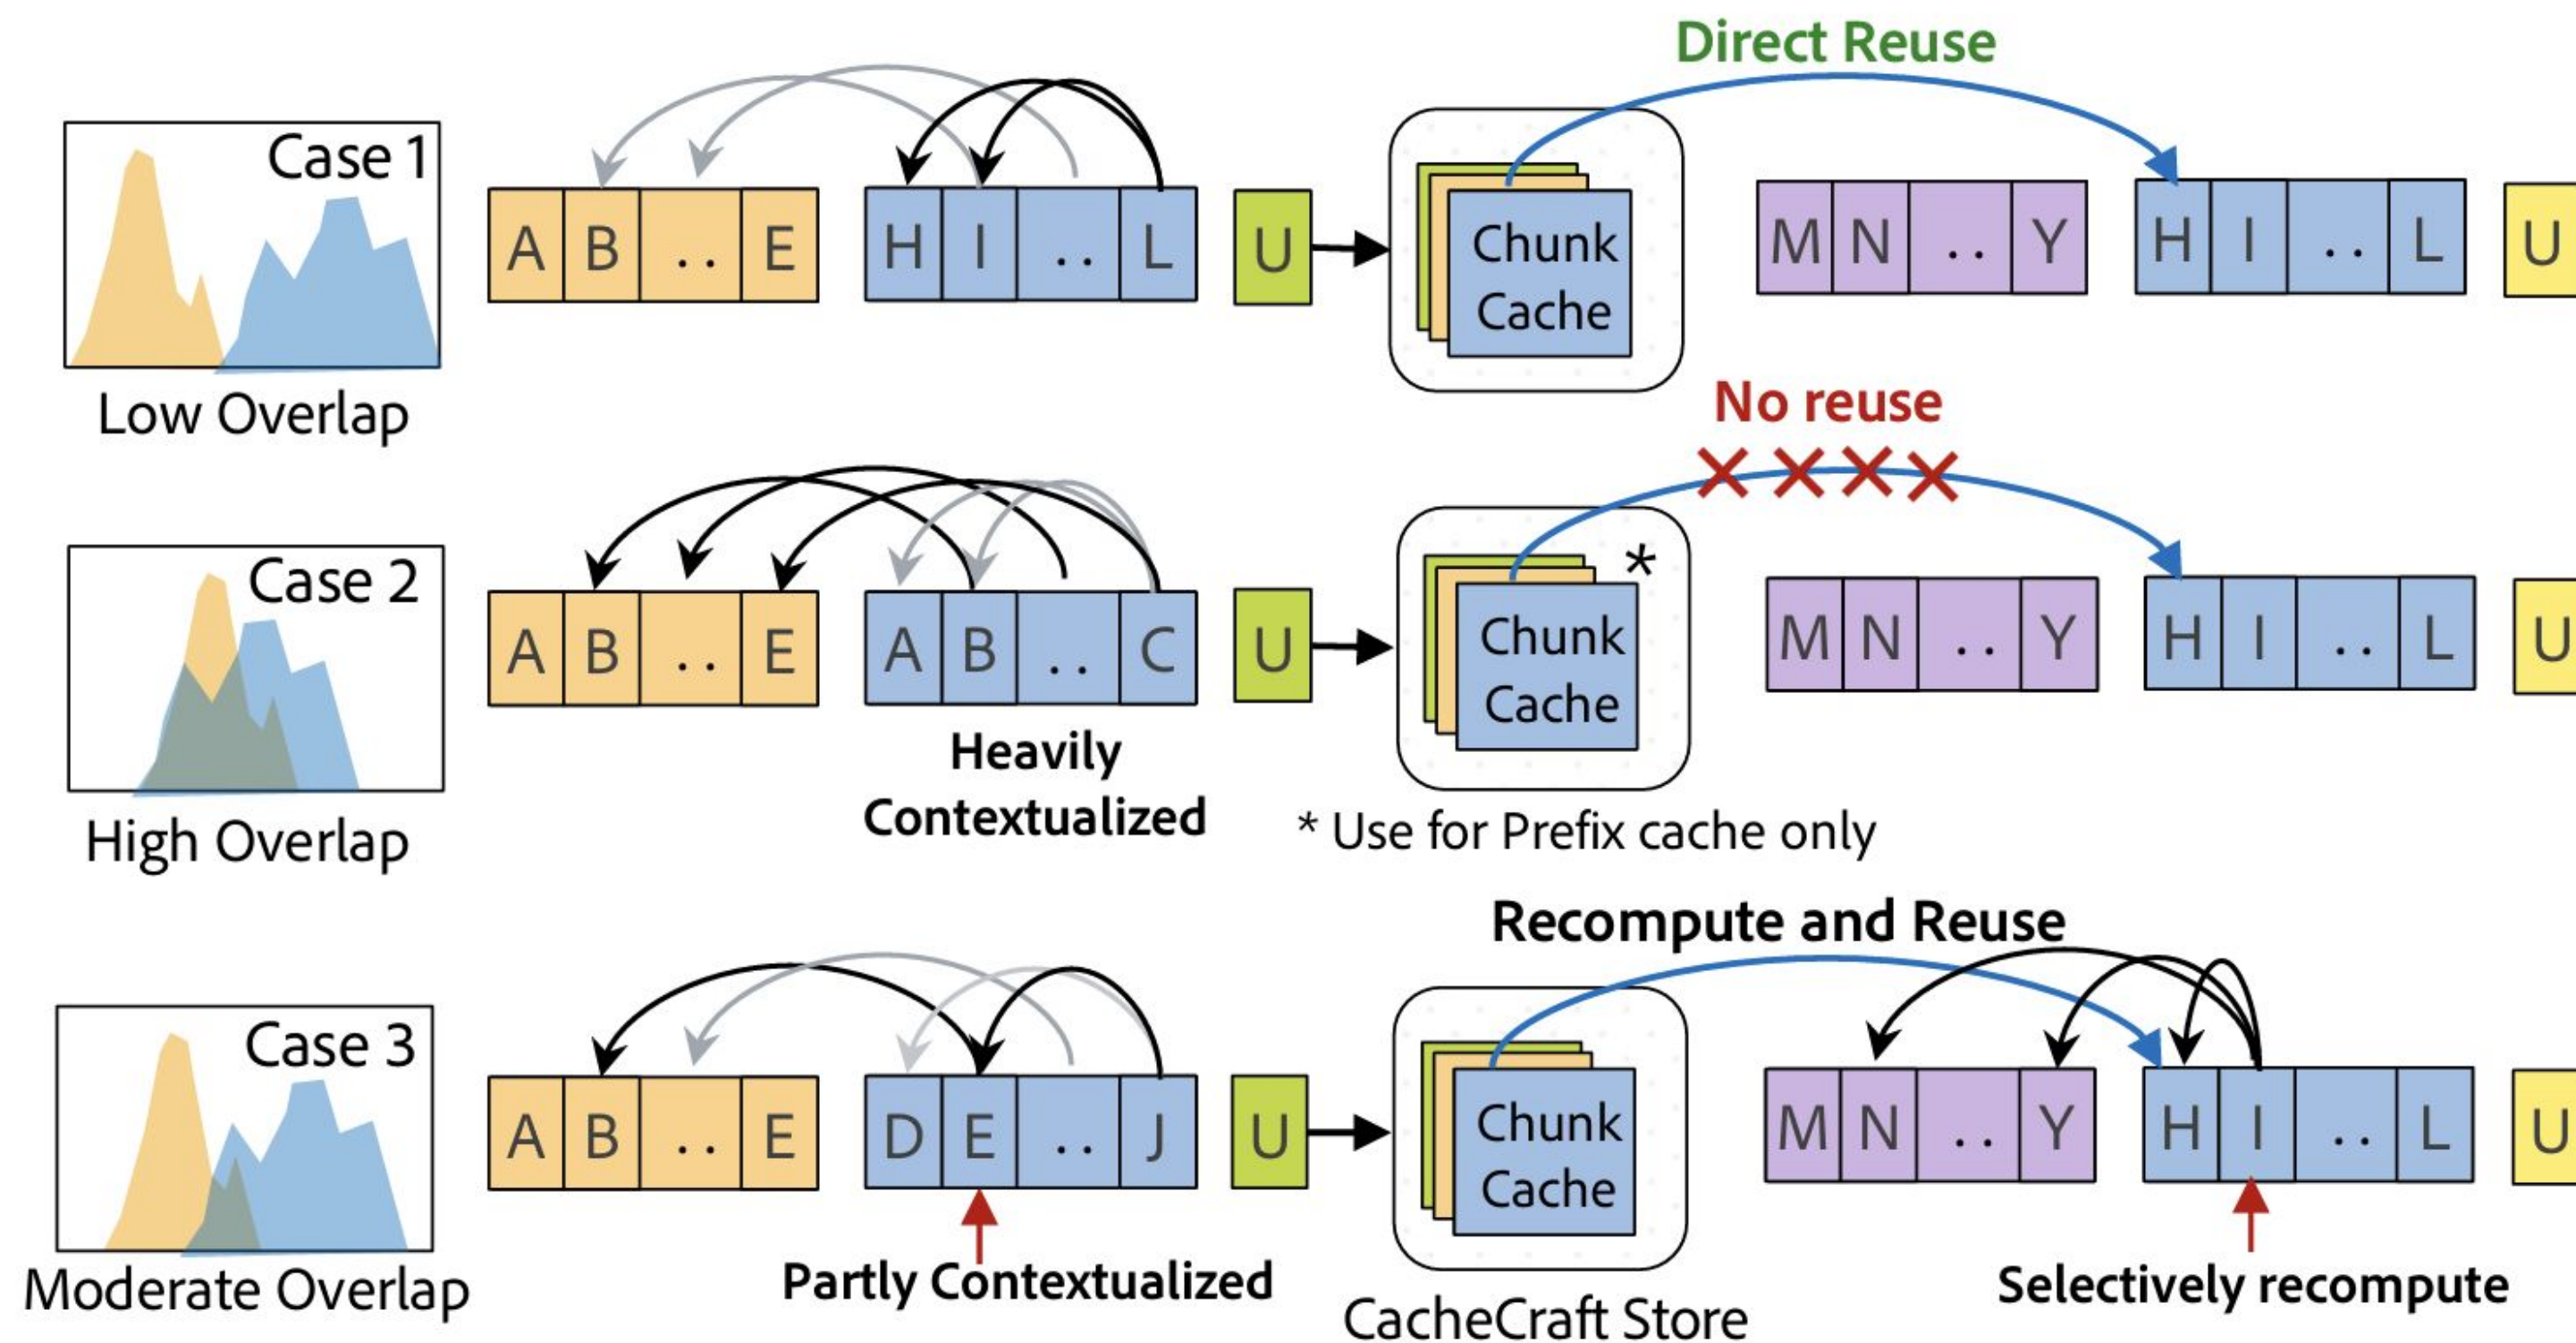 Direct Reuse
Case 1
A B .. E H I .. L U Chunk Cache M N .. Y H I .. L U
Low Overlap
No reuse
Case 2
*
A B .. E A B .. C U Chunk Cache M N .. Y H I .. L U
High Overlap
Heavily
Contextualized
* Use for Prefix cache only
Recompute and Reuse
Case 3
A B .. E D E .. J U Chunk Cache M N .. Y H I .. L U
Moderate Overlap
Partly Contextualized
CacheCraft Store
Selectively recompute